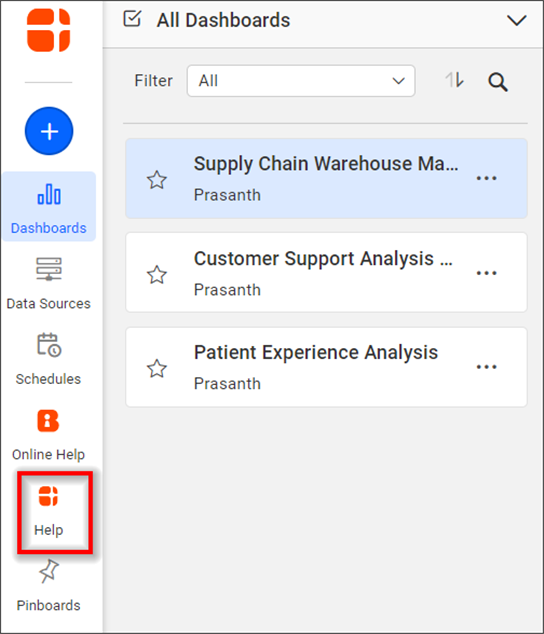 All Dashboards
Filter
All
Dashboards
Data Sources
Schedules
Online Help
Help
Pinboards
Supply Chain Warehouse Ma...
Prasanth
Customer Support Analysis ...
Prasanth
Patient Experience Analysis
Prasanth